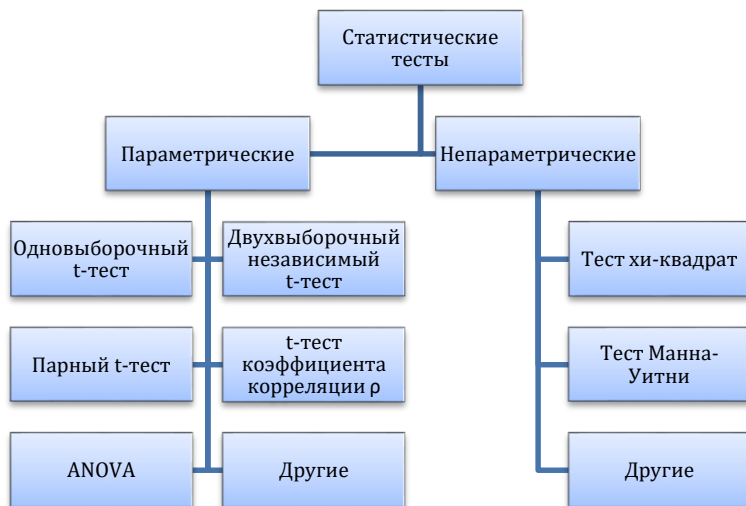 Статистические
тесты
Параметрические
Непараметрические
Одновыборочный
t-тест
Двухвыборочный
независимый
t-тест
Тест хи-квадрат
Парный t-тест
t-тест
коэффициента
корреляции ρ
Тест Манна-
Уитни
ANOVA
Другие
Другие